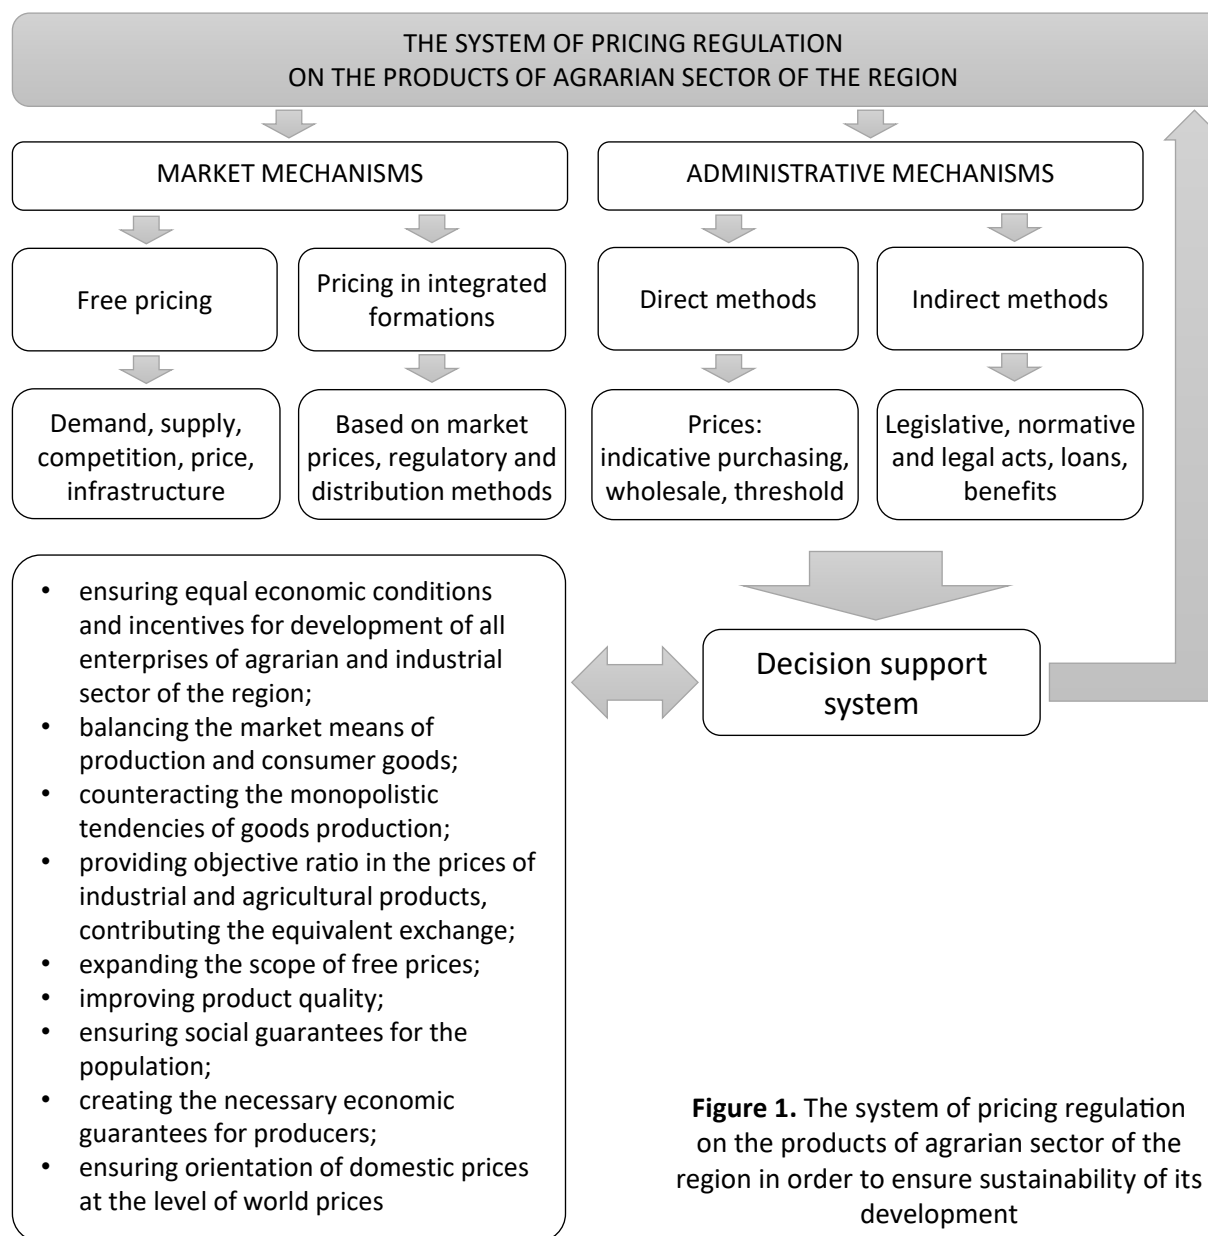 THE SYSTEM OF PRICING REGULATION
ON THE PRODUCTS OF AGRARIAN SECTOR OF THE REGION
MARKET MECHANISMS
ADMINISTRATIVE MECHANISMS
Free pricing
Pricing in integrated
formations
Direct methods
Indirect methods
Demand, supply,
competition, price,
infrastructure
Based on market
prices, regulatory and
distribution methods
Prices:
indicative purchasing,
wholesale, threshold
Legislative, normative
and legal acts, loans,
benefits
• ensuring equal economic conditions
and incentives for development of all
enterprises of agrarian and industrial
sector of the region;
• balancing the market means of
production and consumer goods;
• counteracting the monopolistic
tendencies of goods production;
• providing objective ratio in the prices of
industrial and agricultural products,
contributing the equivalent exchange;
• expanding the scope of free prices;
• improving product quality;
• ensuring social guarantees for the
population;
• creating the necessary economic
guarantees for producers;
• ensuring orientation of domestic prices
at the level of world prices
Decision support
system
Figure 1. The system of pricing regulation
on the products of agrarian sector of the
region in order to ensure sustainability of its
development